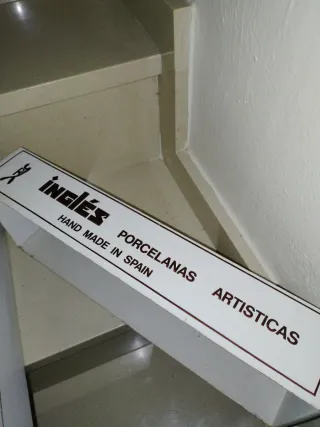 inglés PORCELANAS ARTISTICAS
HAND MADE IN SPAIN